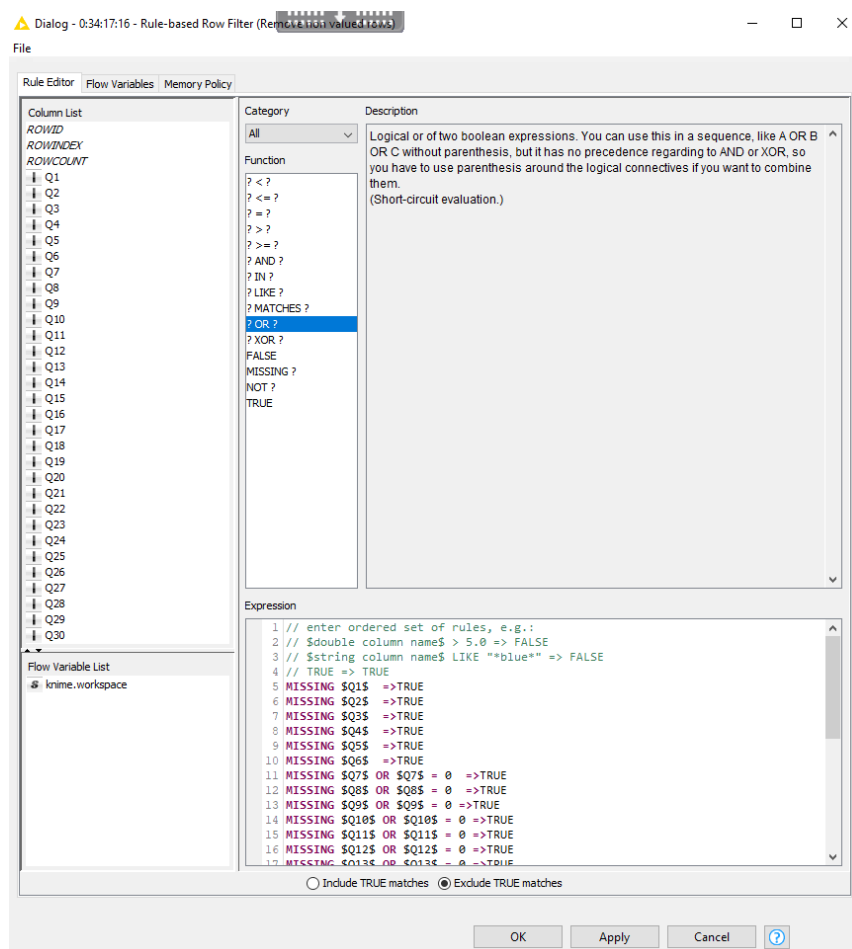 Dialog - 0:34:17:16 - Rule-based Row Filter (Remove non valued rows)
File
Rule Editor Flow Variables Memory Policy
Column List
ROWID
ROWINDEX
ROWCOUNT
Q1
Q2
Q3
Q4
Q5
Q6
Q7
Q8
Q9
Q10
Q11
Q12
Q13
Q14
Q15
Q16
Q17
Q18
Q19
Q20
Q21
Q22
Q23
Q24
Q25
Q26
Q27
Q28
Q29
Q30
Flow Variable List
s knime.workspace
Category
All
Function
? < ?
? <= ?
? = ?
? > ?
? >= ?
? AND ?
? IN ?
? LIKE ?
? MATCHES ?
? OR ?
? XOR ?
FALSE
MISSING ?
NOT ?
TRUE
Description
Logical or of two boolean expressions. You can use this in a sequence, like A OR B
OR C without parenthesis, but it has no precedence regarding to AND or XOR, so
you have to use parenthesis around the logical connectives if you want to combine
them.
(Short-circuit evaluation.)
Expression
1 // enter ordered set of rules, e.g.:
2 // $double column name$ > 5.0 => FALSE
3 // $string column name$ LIKE "*blue*" => FALSE
4 // TRUE => TRUE
5 MISSING $Q1$  =>TRUE
6 MISSING $Q2$  =>TRUE
7 MISSING $Q3$  =>TRUE
8 MISSING $Q4$  =>TRUE
9 MISSING $Q5$  =>TRUE
10 MISSING $Q6$  =>TRUE
11 MISSING $Q7$ OR $Q7$ = 0  =>TRUE
12 MISSING $Q8$ OR $Q8$ = 0  =>TRUE
13 MISSING $Q9$ OR $Q9$ = 0 =>TRUE
14 MISSING $Q10$ OR $Q10$ = 0 =>TRUE
15 MISSING $Q11$ OR $Q11$ = 0 =>TRUE
16 MISSING $Q12$ OR $Q12$ = 0 =>TRUE
17 MISSING $Q13$ OR $Q13$ = 0 =>TRUE
Include TRUE matches Exclude TRUE matches
OK Apply Cancel ?